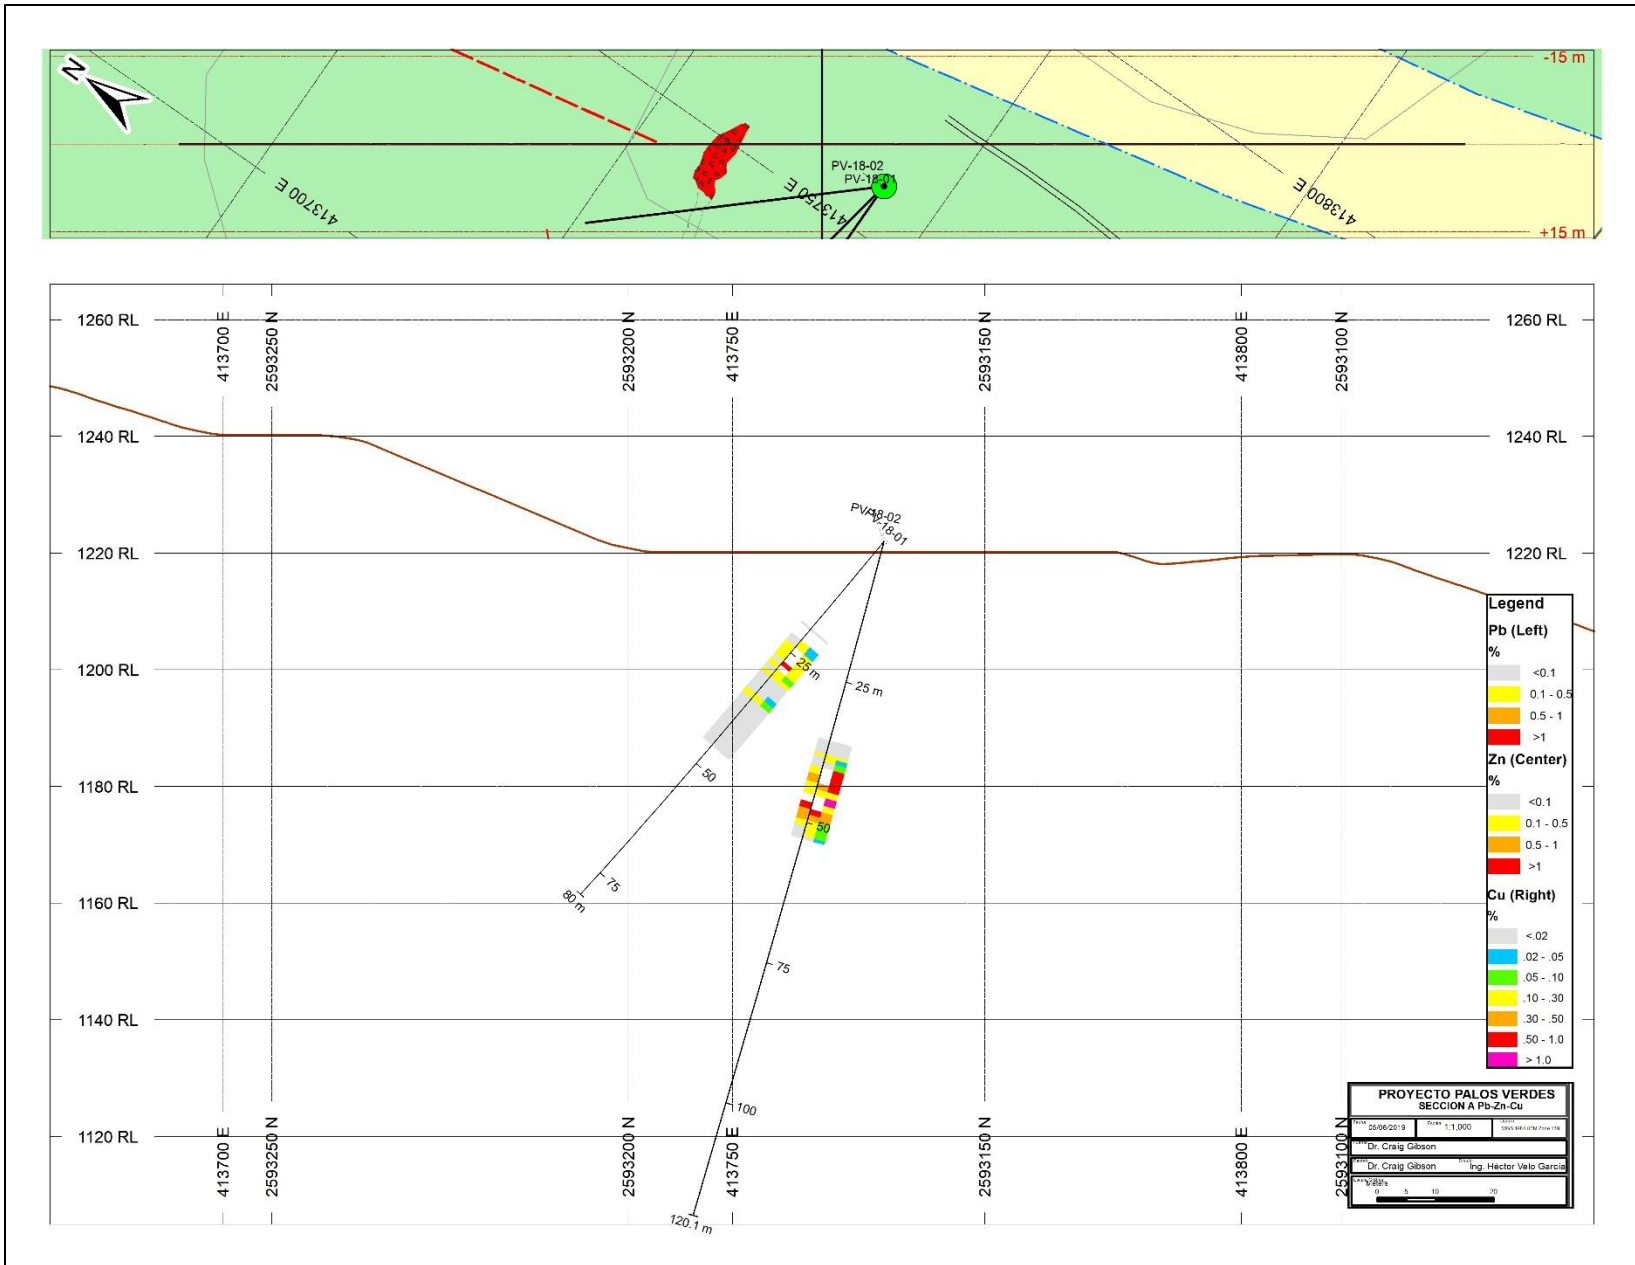 N
-15 m
PV-18-02
PV-18-01
413700 E
413750 E
413800 E
+15 m
1260 RL
413700 E
2593250 N
2593200 N
413750 E
2593150 N
413800 E
2593100 N
1260 RL
1240 RL
1240 RL
PV-18-02
PV-18-01
1220 RL
1220 RL
Legend
Pb (Left)
%
<0.1
0.1 - 0.5
0.5 - 1
>1
Zn (Center)
%
<0.1
0.1 - 0.5
0.5 - 1
>1
Cu (Right)
%
<.02
.02 - .05
.05 - .10
.10 - .30
.30 - .50
.50 - 1.0
> 1.0
1200 RL
25 m
25 m
1180 RL
50
50
1160 RL
75
80 m
75
1140 RL
100
1120 RL
120.1 m
413700 E
2593250 N
2593200 N
413750 E
2593150 N
413800 E
2593100 N
PROYECTO PALOS VERDES
SECCION A Pb-Zn-Cu
06/06/2019
1:1,000
Dr. Craig Gibson
Dr. Craig Gibson
Ing. Héctor Velo García
Meters
0 5 10 20